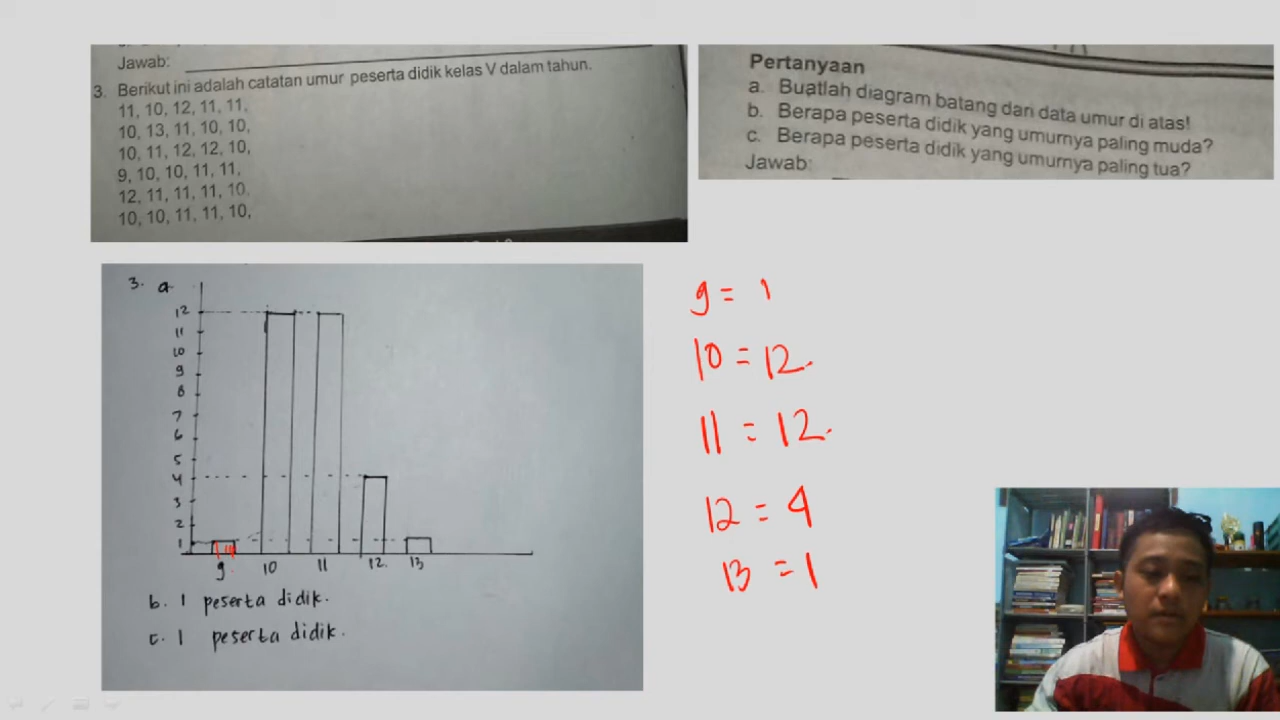 Jawab:
3. Berikut ini adalah catatan umur peserta didik kelas V dalam tahun.
11, 10, 12, 11, 11,
10, 13, 11, 10, 10,
10, 11, 12, 12, 10,
9, 10, 10, 11, 11,
12, 11, 11, 11, 10,
10, 10, 11, 11, 10,
Pertanyaan
a. Buatlah diagram batang dari data umur di atas!
b. Berapa peserta didik yang umurnya paling muda?
c. Berapa peserta didik yang umurnya paling tua?
Jawab:
3. a
12
11
10
9
8
7
6
5
4
3
2
1
9 10 11 12 13
b. 1 peserta didik.
c. 1 peserta didik.
9 = 1
10 = 12.
11 = 12.
12 = 4
13 = 1